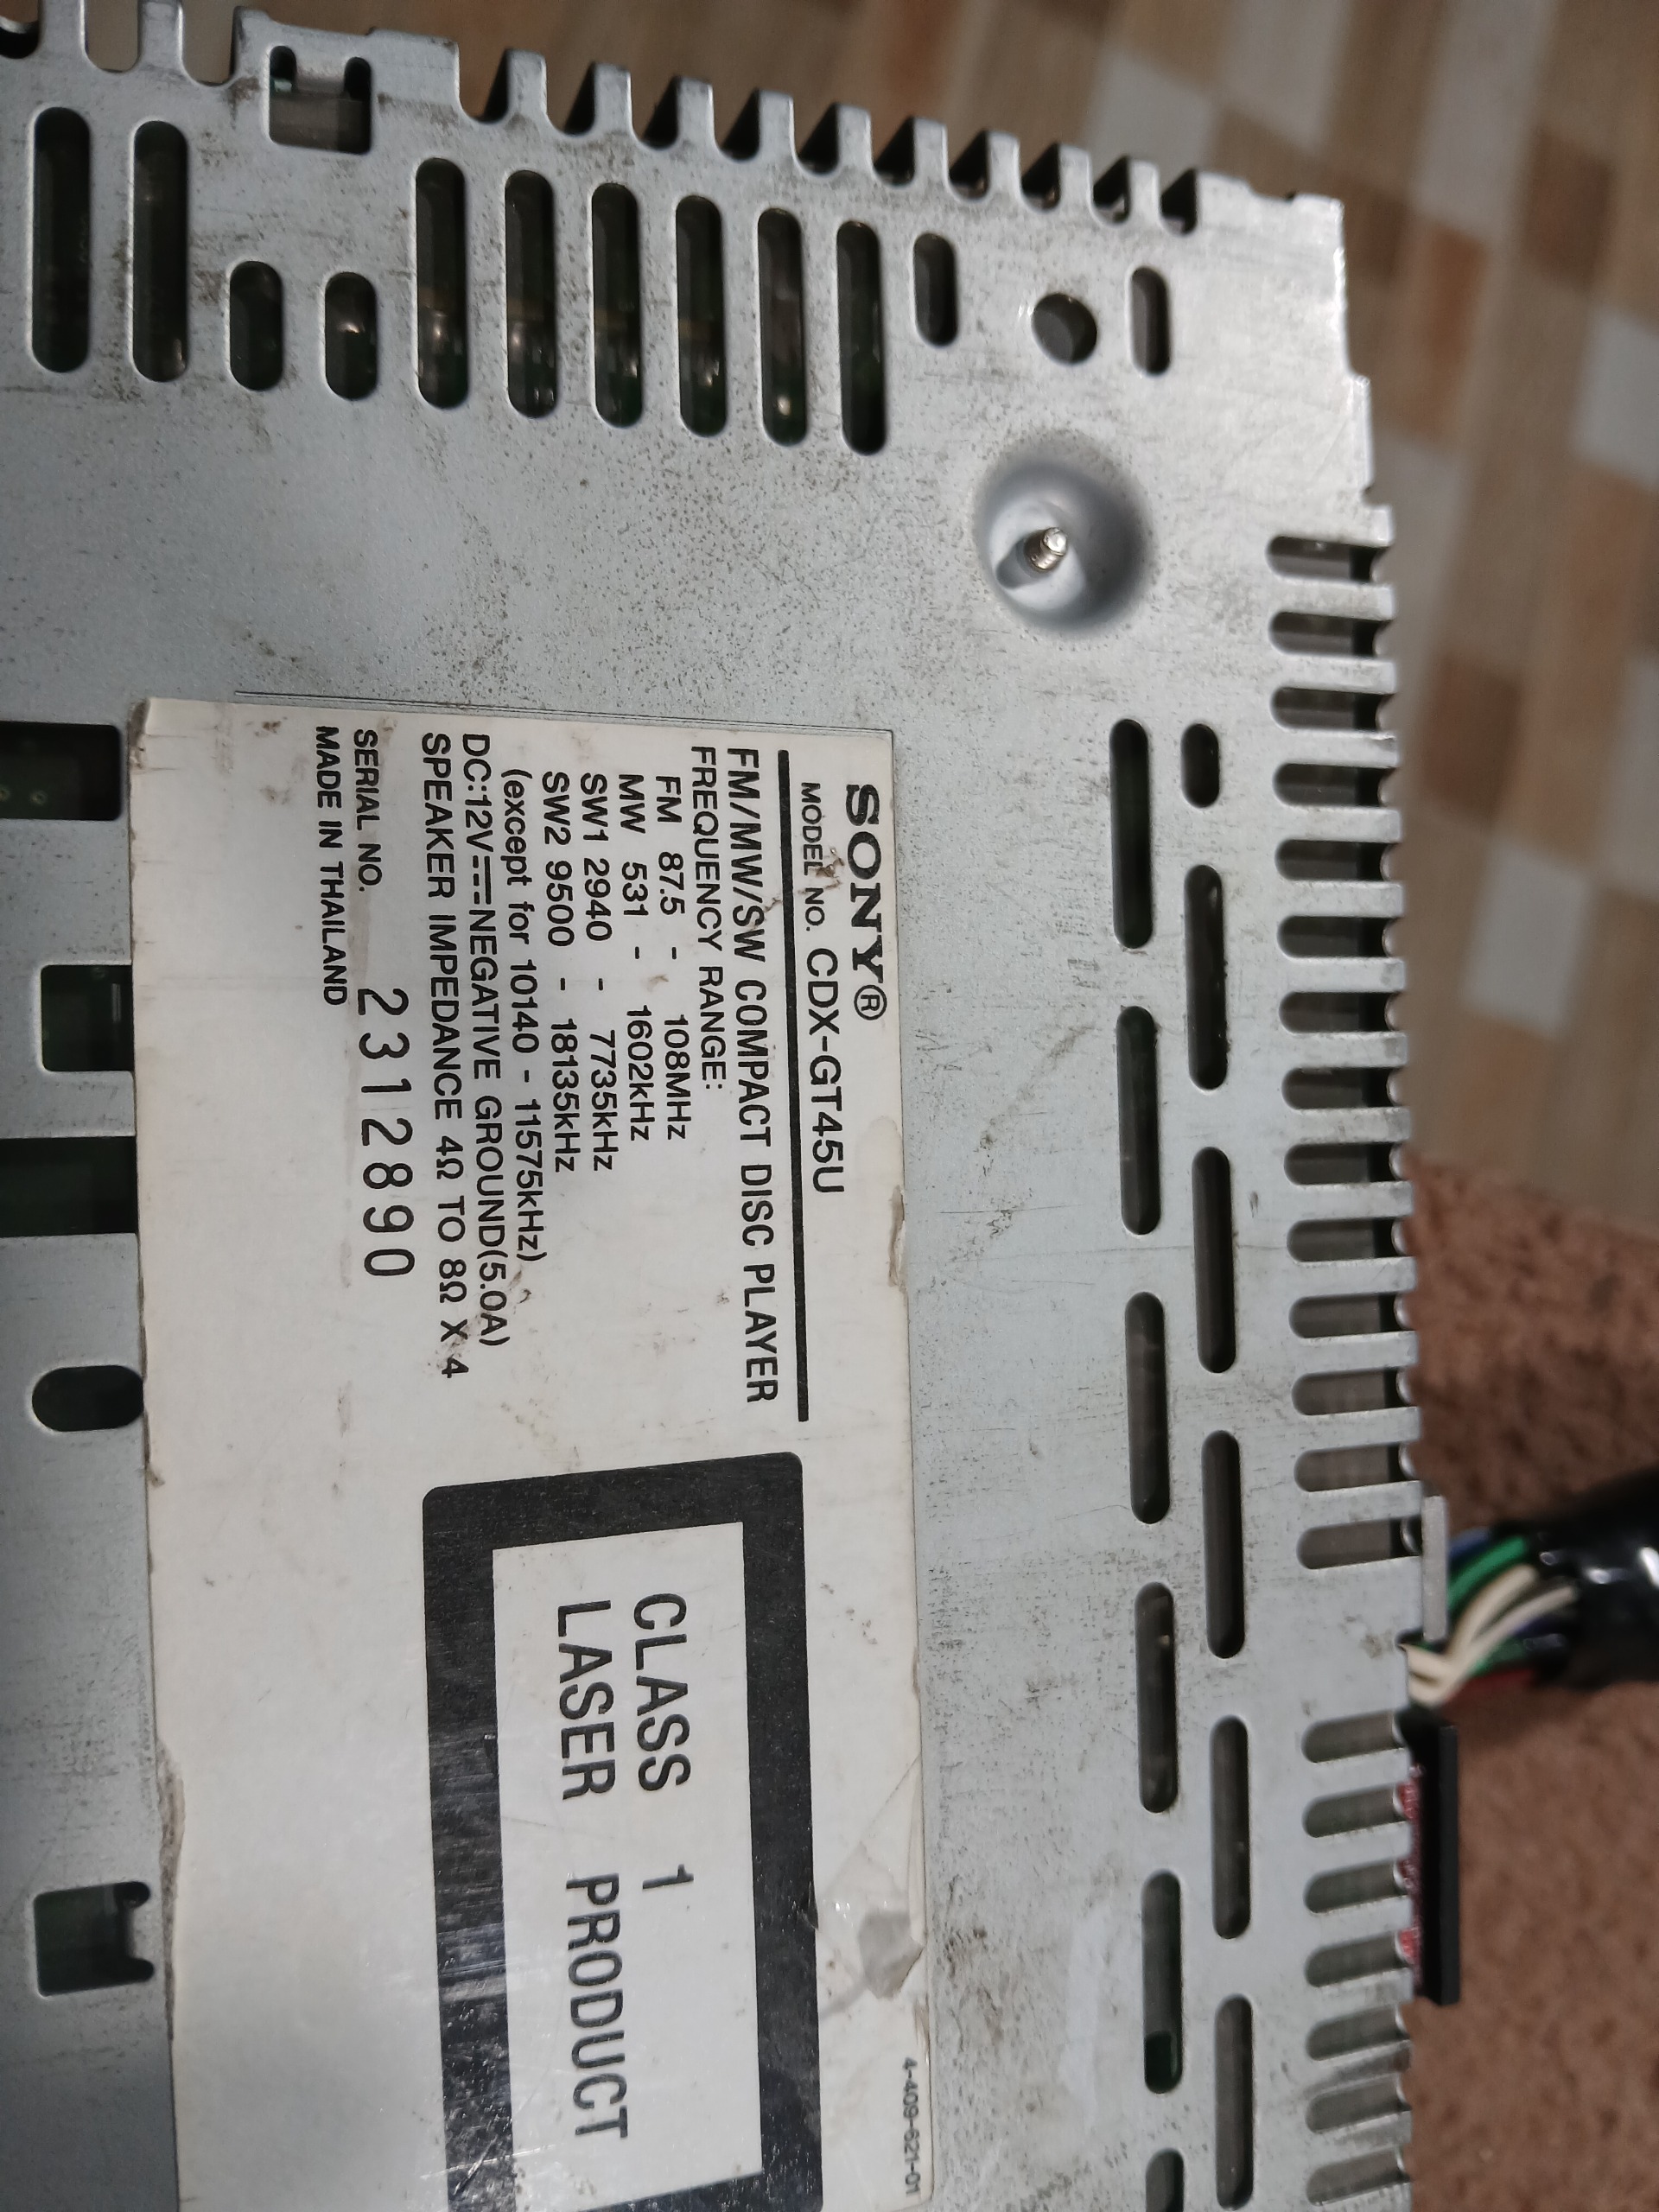 SONY®
MODEL NO. CDX-GT45U
FM/MW/SW COMPACT DISC PLAYER
FREQUENCY RANGE:
FM 87.5 - 108MHz
MW 531 - 1602kHz
SW1 2940 - 7735kHz
SW2 9500 - 18135kHz
(except for 10140 - 11575kHz)
DC:12V⎓NEGATIVE GROUND(5.0A)
SPEAKER IMPEDANCE 4Ω TO 8Ω X 4
SERIAL NO. 2312890
MADE IN THAILAND
CLASS 1
LASER PRODUCT
4-409-621-01